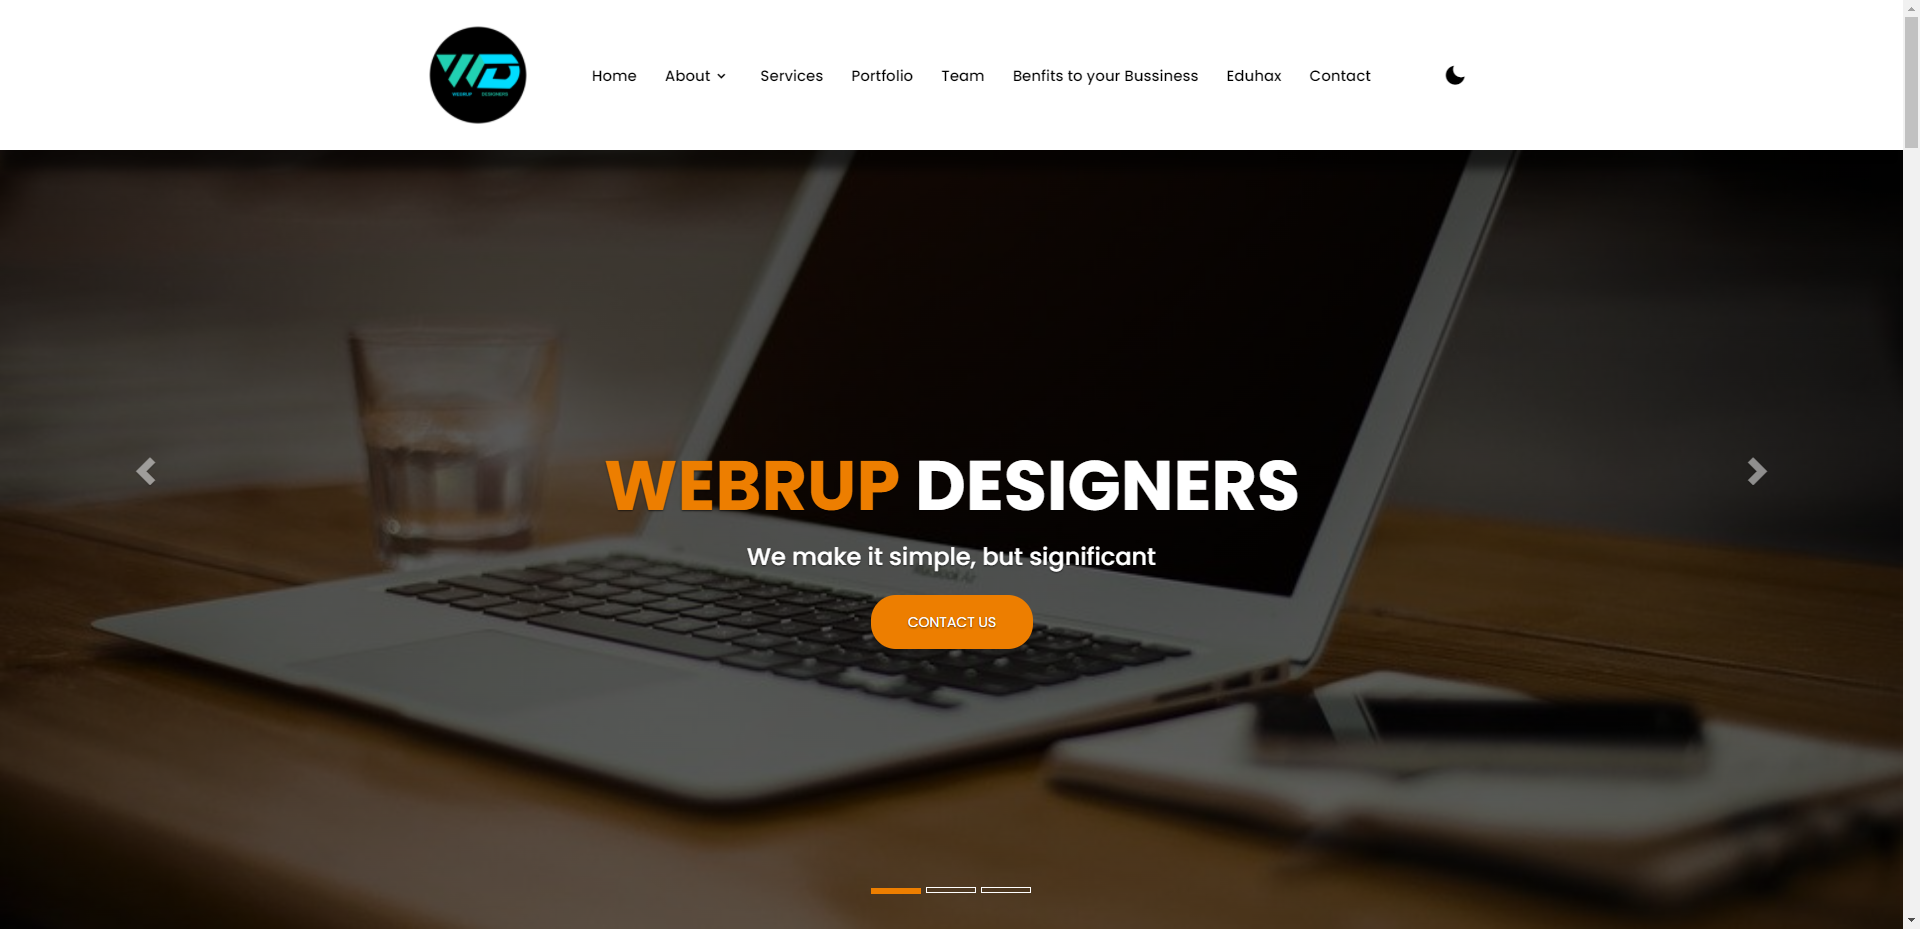 WEBRUP DESIGNERS
Home About Services Portfolio Team Benfits to your Bussiness Eduhax Contact
WEBRUP DESIGNERS
We make it simple, but significant
CONTACT US